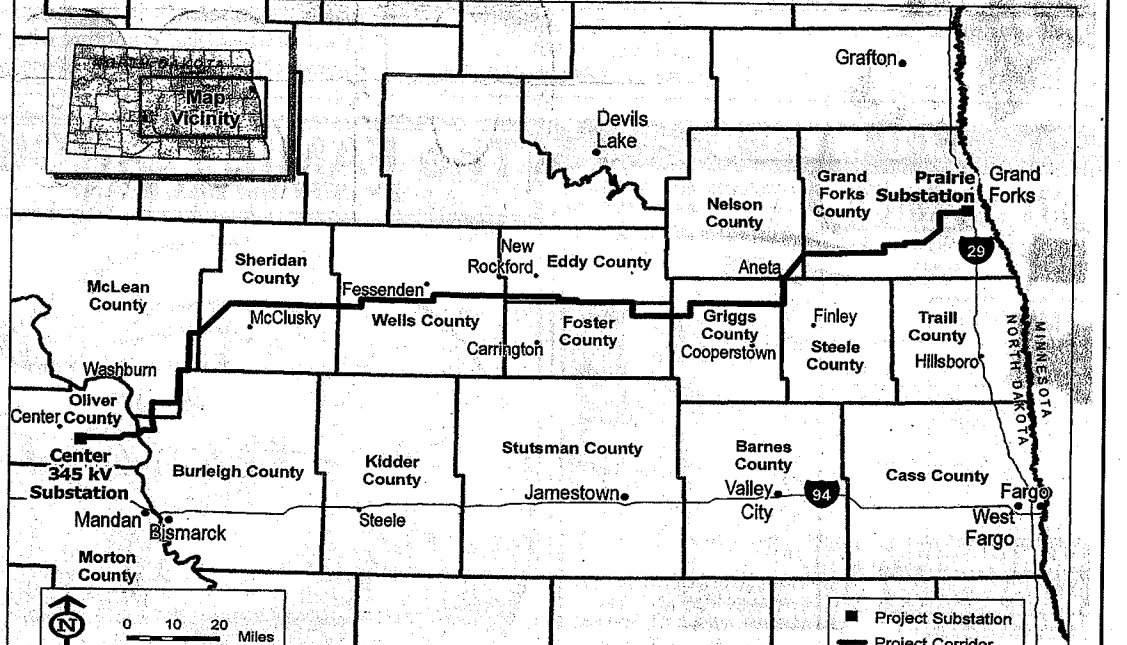 NORTH DAKOTA
Map
Vicinity
Grafton
Devils
Lake
Grand
Forks
County
Prairie
Substation
Grand
Forks
Nelson
County
29
Aneta
New
Rockford
Eddy County
Sheridan
County
McLean
County
Fessenden
McClusky
Wells County
Foster
County
Carrington
Griggs
County
Cooperstown
Finley
Steele
County
Traill
County
Hillsboro
NORTH DAKOTA
MINNESOTA
Washburn
Oliver
County
Center
Center
345 kV
Substation
Burleigh County
Kidder
County
Stutsman County
Barnes
County
Cass County
Jamestown
Valley
City
94
Fargo
West
Fargo
Mandan
Bismarck
Steele
Morton
County
N
0 10 20
Miles
Project Substation
Project Corridor